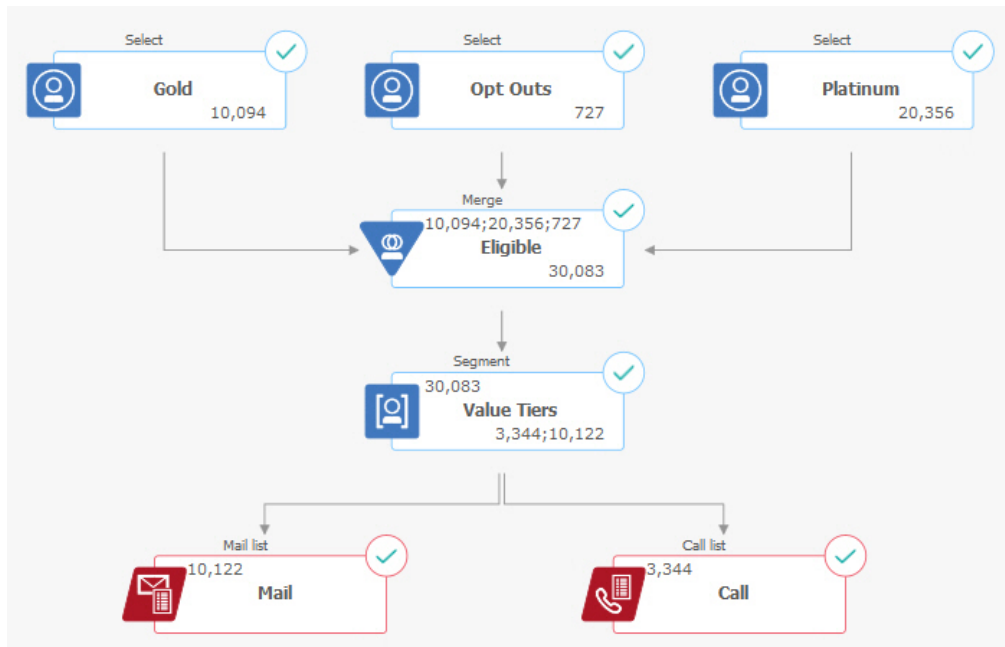 Select
Gold
10,094
Select
Opt Outs
727
Select
Platinum
20,356
Merge
10,094;20,356;727
Eligible
30,083
Segment
30,083
Value Tiers
3,344;10,122
Mail list
10,122
Mail
Call list
3,344
Call